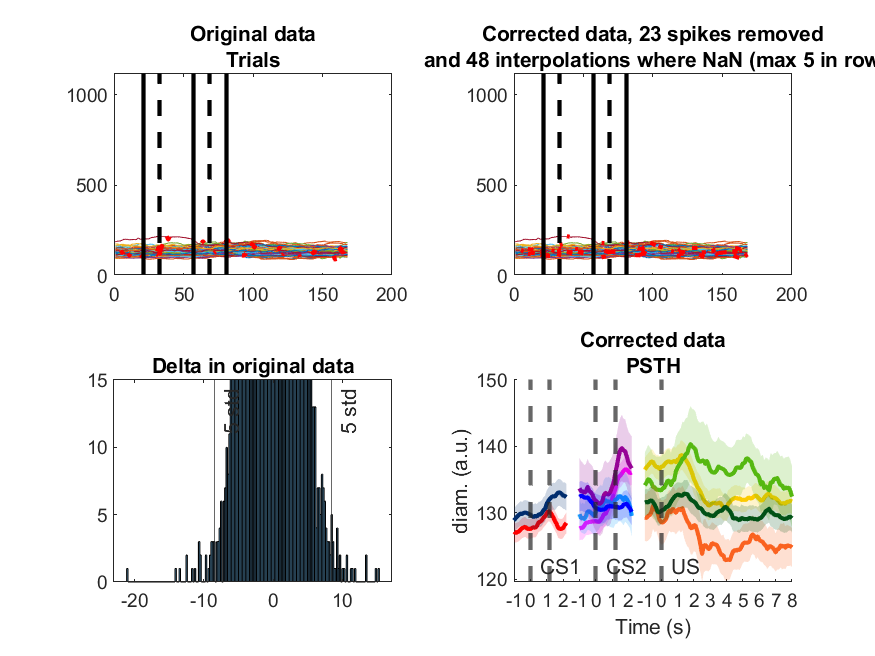 Original data
Trials
1000
500
0
0 50 100 150 200
Corrected data, 23 spikes removed
and 48 interpolations where NaN (max 5 in row
1000
500
0
0 50 100 150 200
Delta in original data
15
10
5
0
5 std
5 std
-20 -10 0 10
Corrected data
PSTH
diam. (a.u.)
150
140
130
120
CS1 CS2 US
-1 0 1 2 -1 0 1 2 -1 0 1 2 3 4 5 6 7 8
Time (s)